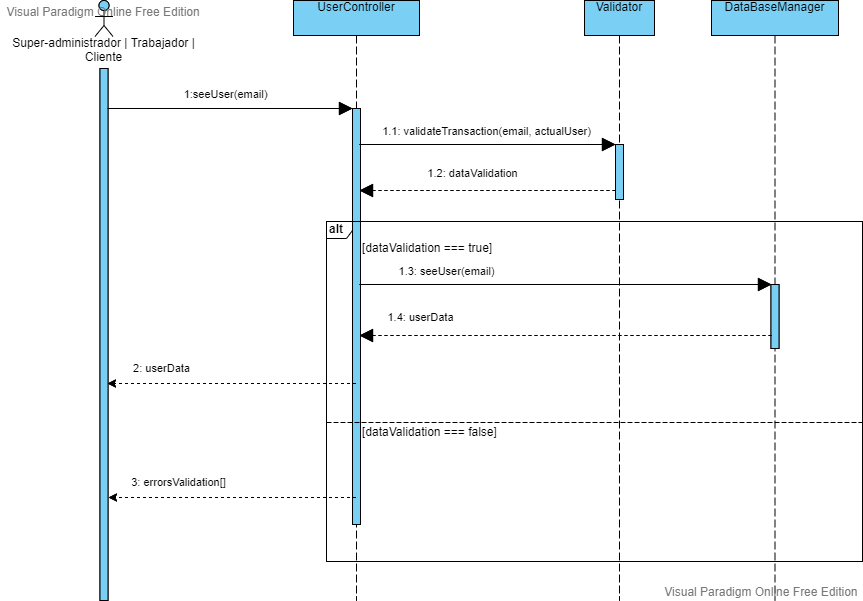 Visual Paradigm Online Free Edition
UserController
Validator
DataBaseManager
Super-administrador | Trabajador |
Cliente
1:seeUser(email)
1.1: validateTransaction(email, actualUser)
1.2: dataValidation
alt
[dataValidation === true]
1.3: seeUser(email)
1.4: userData
2: userData
[dataValidation === false]
3: errorsValidation[]
Visual Paradigm Online Free Edition